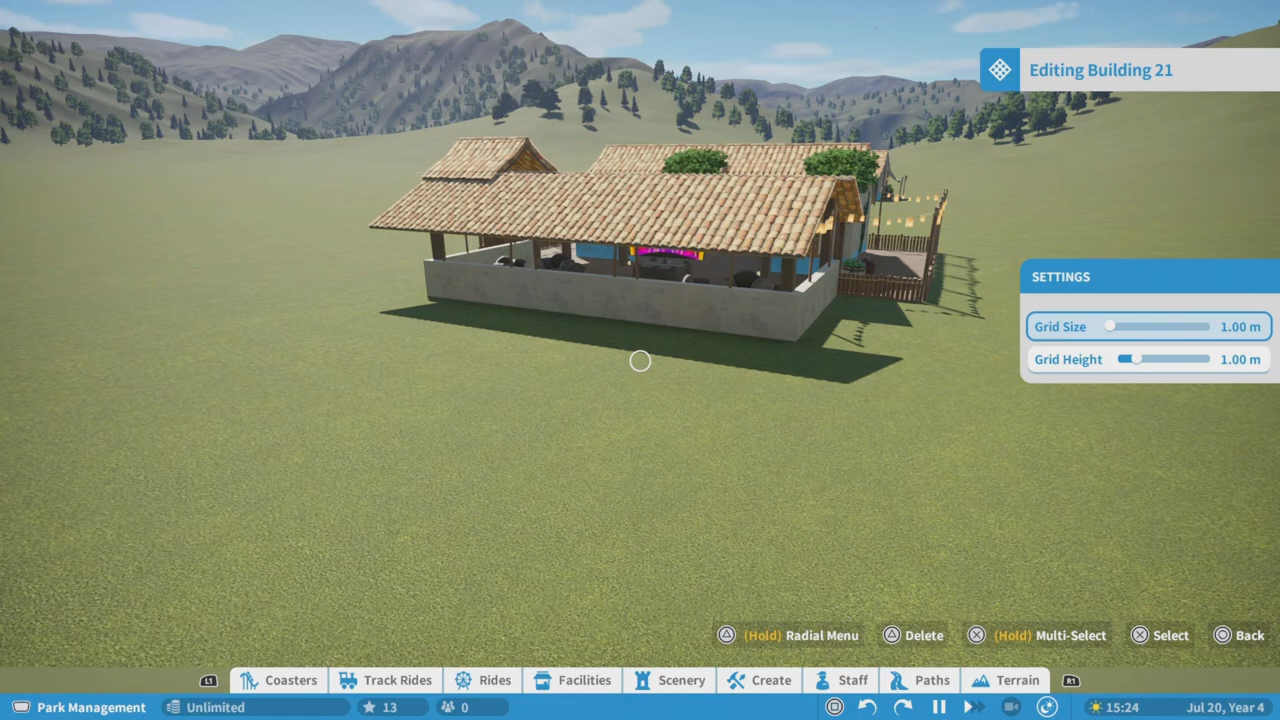 Editing Building 21
SETTINGS
Grid Size 1.00 m
Grid Height 1.00 m
(Hold) Radial Menu Delete (Hold) Multi-Select Select Back
L1 Coasters Track Rides Rides Facilities Scenery Create Staff Paths Terrain R1
Park Management Unlimited 13 0 15:24 Jul 20, Year 4